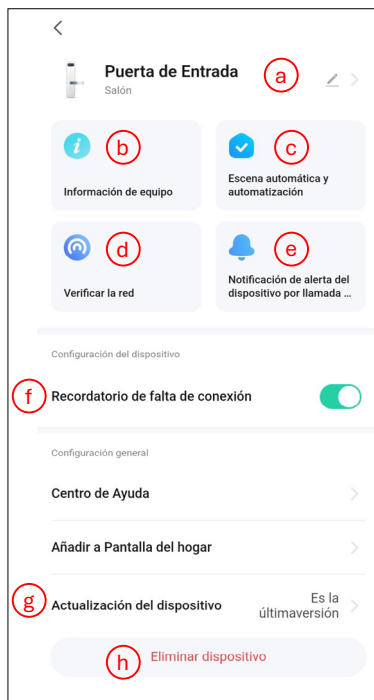 Puerta de Entrada
Salón
a
b
Información de equipo
c
Escena automática y
automatización
d
Verificar la red
e
Notificación de alerta del
dispositivo por llamada ...
Configuración del dispositivo
f
Recordatorio de falta de conexión
Configuración general
Centro de Ayuda
Añadir a Pantalla del hogar
g
Actualización del dispositivo
Es la
últimaversión
h
Eliminar dispositivo